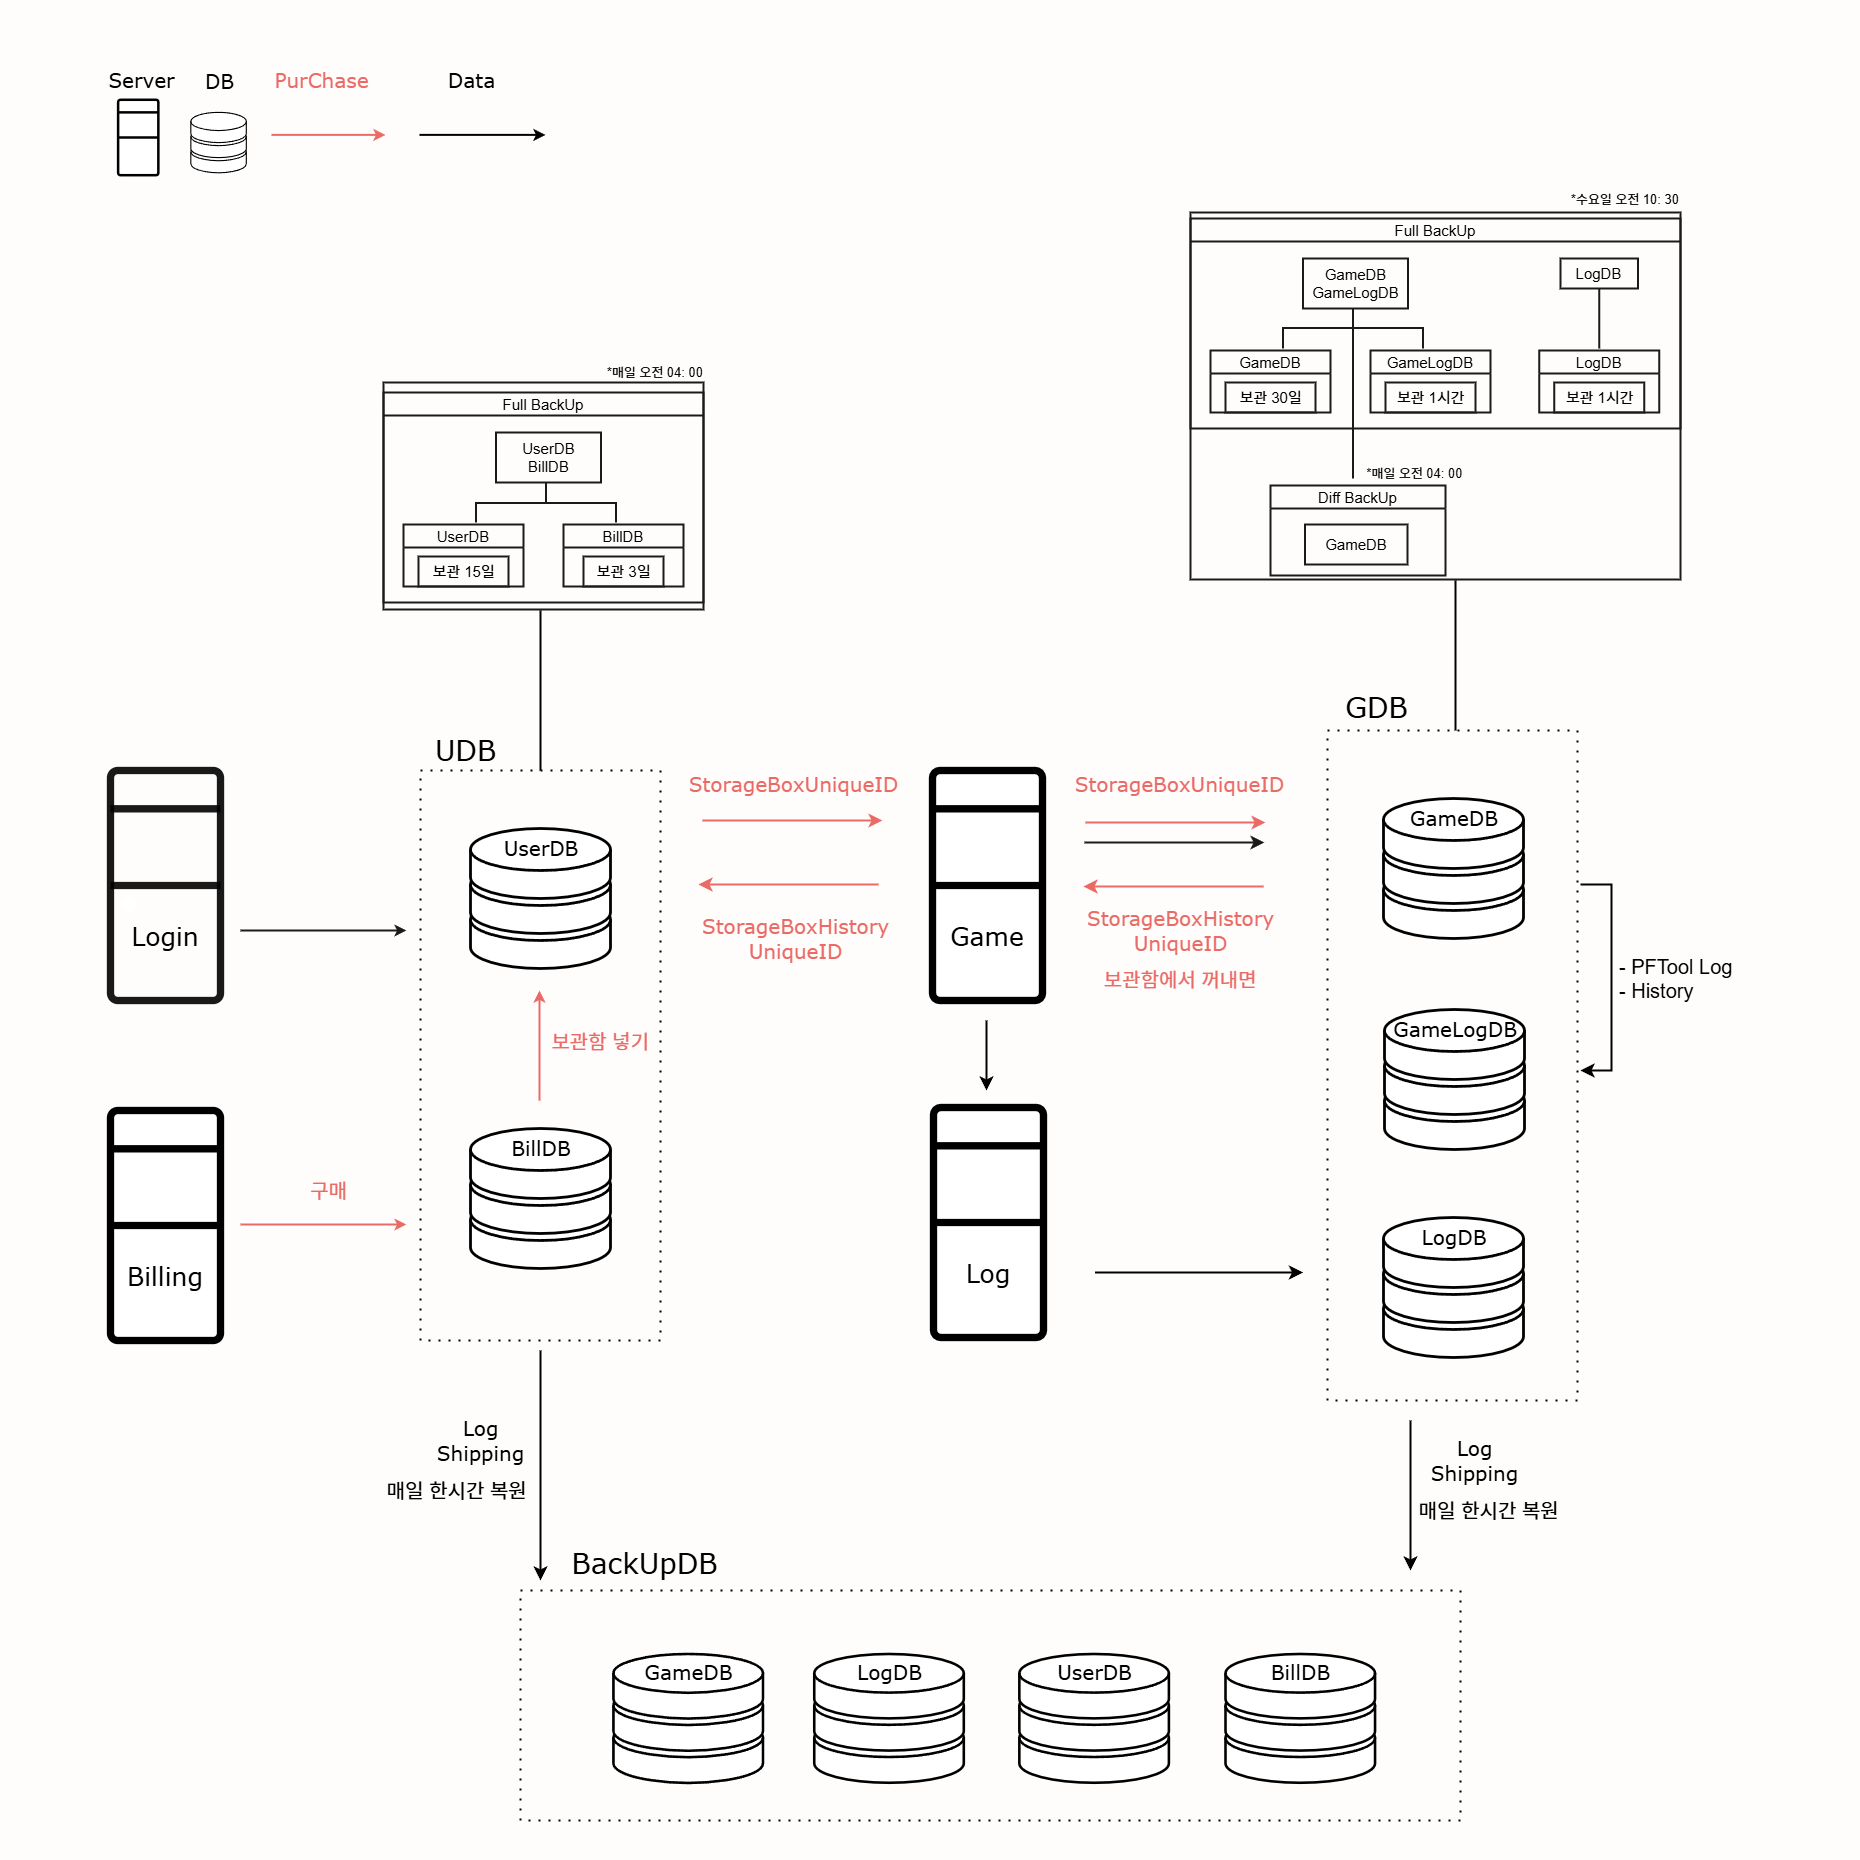 Server
DB
PurChase
Data
*수요일 오전 10: 30
Full BackUp
GameDB
GameLogDB
LogDB
GameDB
GameLogDB
LogDB
보관 30일
보관 1시간
보관 1시간
*매일 오전 04: 00
Diff BackUp
GameDB
*매일 오전 04: 00
Full BackUp
UserDB
BillDB
UserDB
BillDB
보관 15일
보관 3일
UDB
GDB
Login
Billing
UserDB
보관함 넣기
BillDB
구매
StorageBoxUniqueID
StorageBoxHistory
UniqueID
Game
Log
StorageBoxUniqueID
StorageBoxHistory
UniqueID
보관함에서 꺼내면
GameDB
GameLogDB
LogDB
- PFTool Log
- History
Log
Shipping
매일 한시간 복원
Log
Shipping
매일 한시간 복원
BackUpDB
GameDB
LogDB
UserDB
BillDB